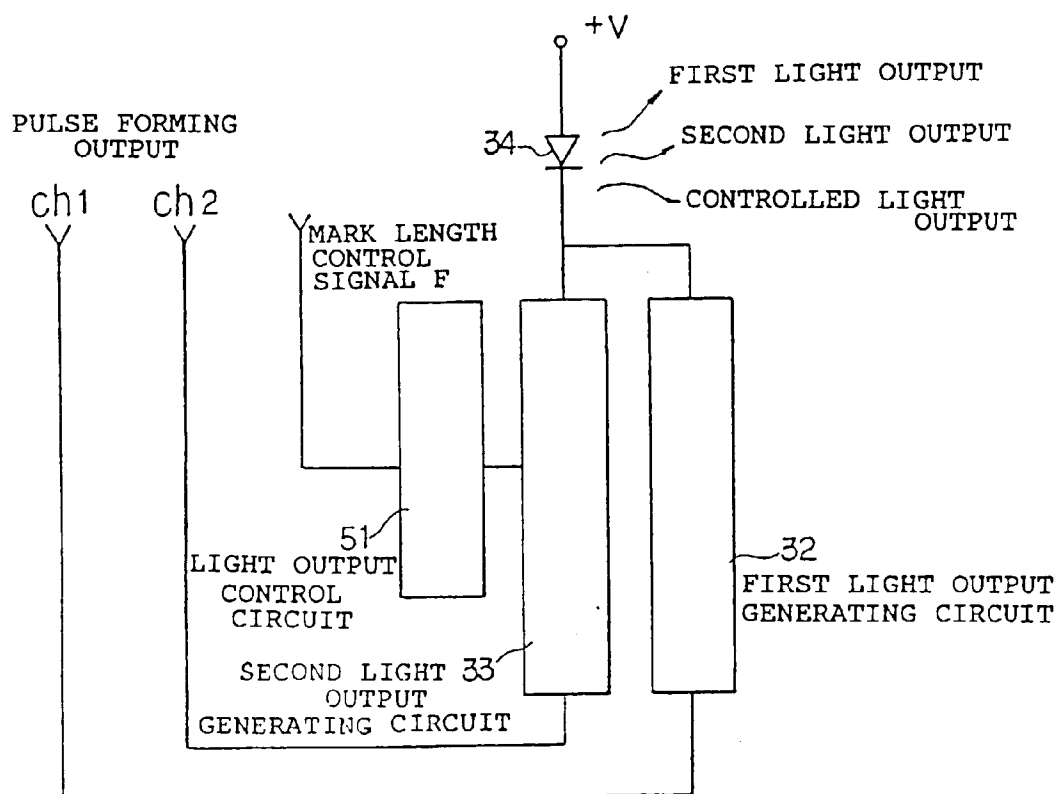 +V
FIRST LIGHT OUTPUT
PULSE FORMING
OUTPUT
34
SECOND LIGHT OUTPUT
ch1
ch2
CONTROLLED LIGHT
OUTPUT
MARK LENGTH
CONTROL
SIGNAL F
51
LIGHT OUTPUT
CONTROL
CIRCUIT
32
FIRST LIGHT OUTPUT
GENERATING CIRCUIT
SECOND LIGHT 33
OUTPUT
GENERATING CIRCUIT